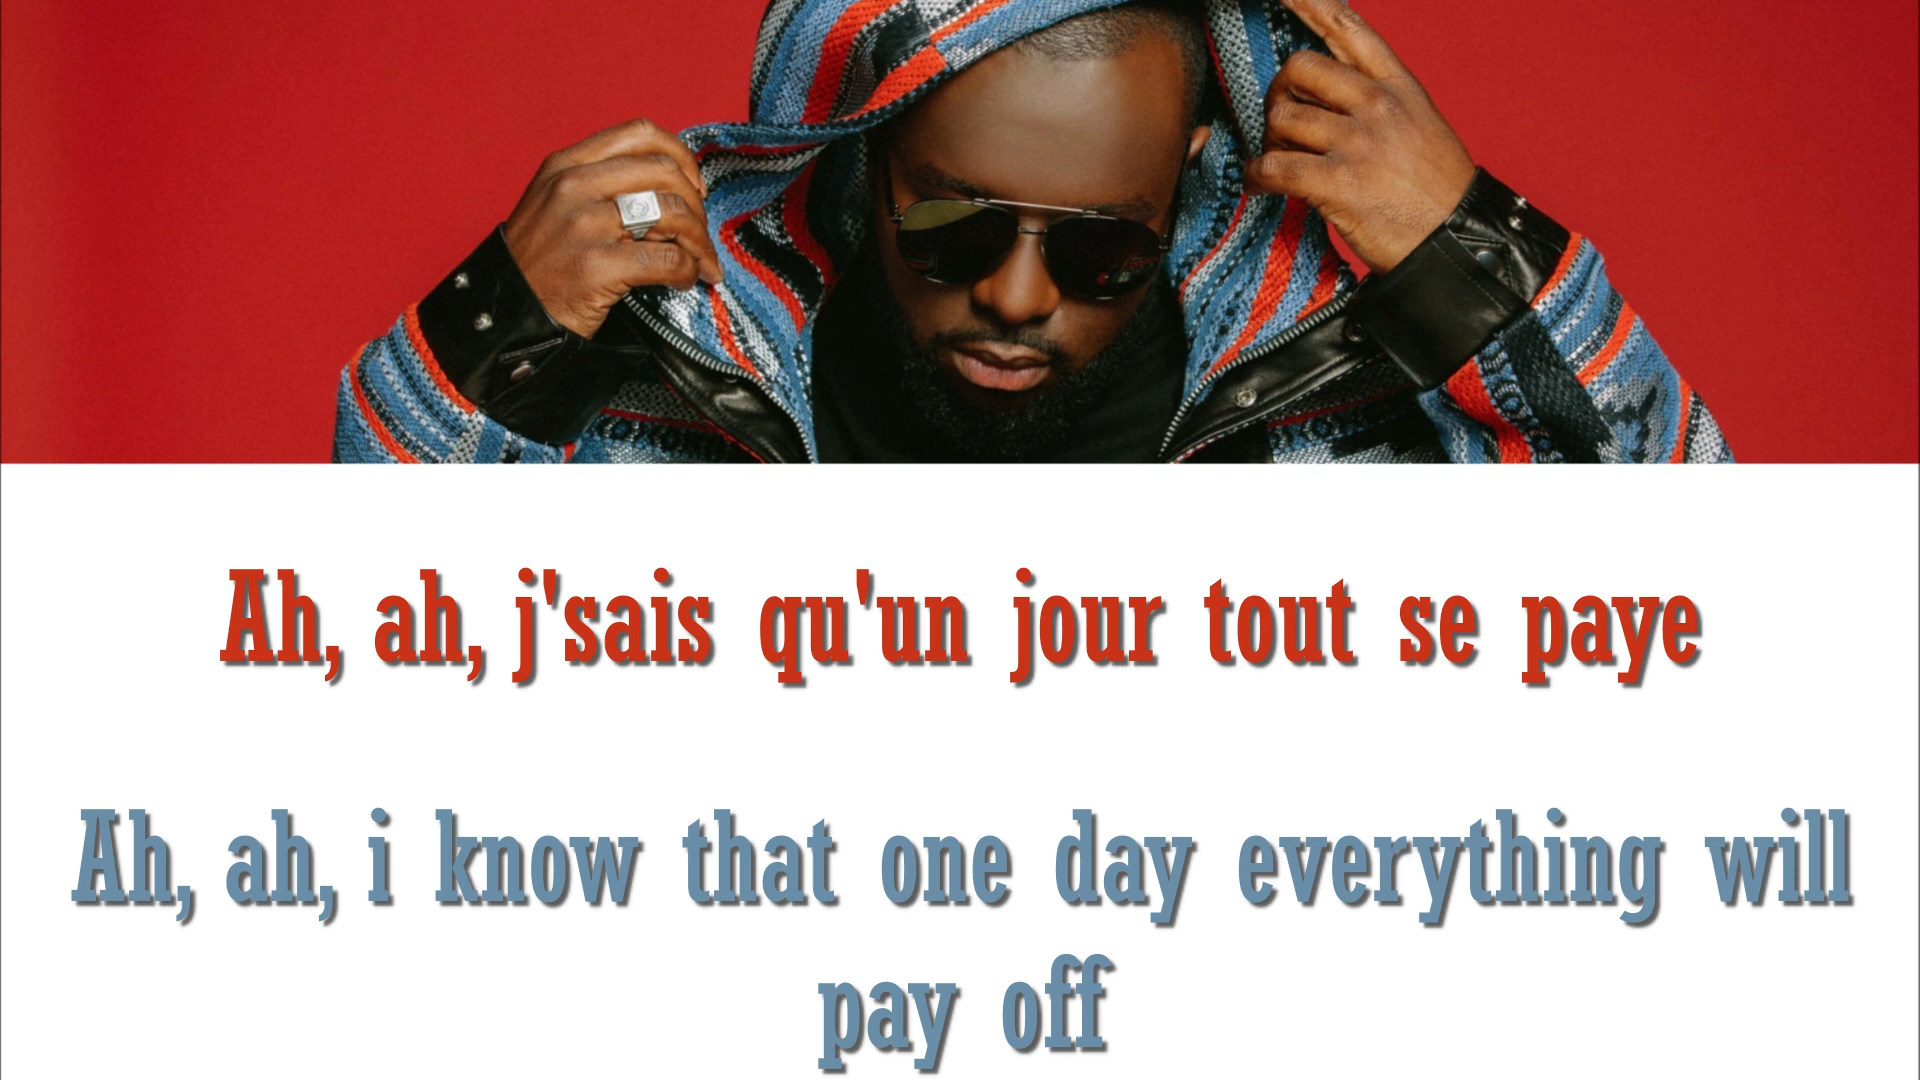 Ah, ah, j'sais qu'un jour tout se paye
Ah, ah, i know that one day everything will
pay off